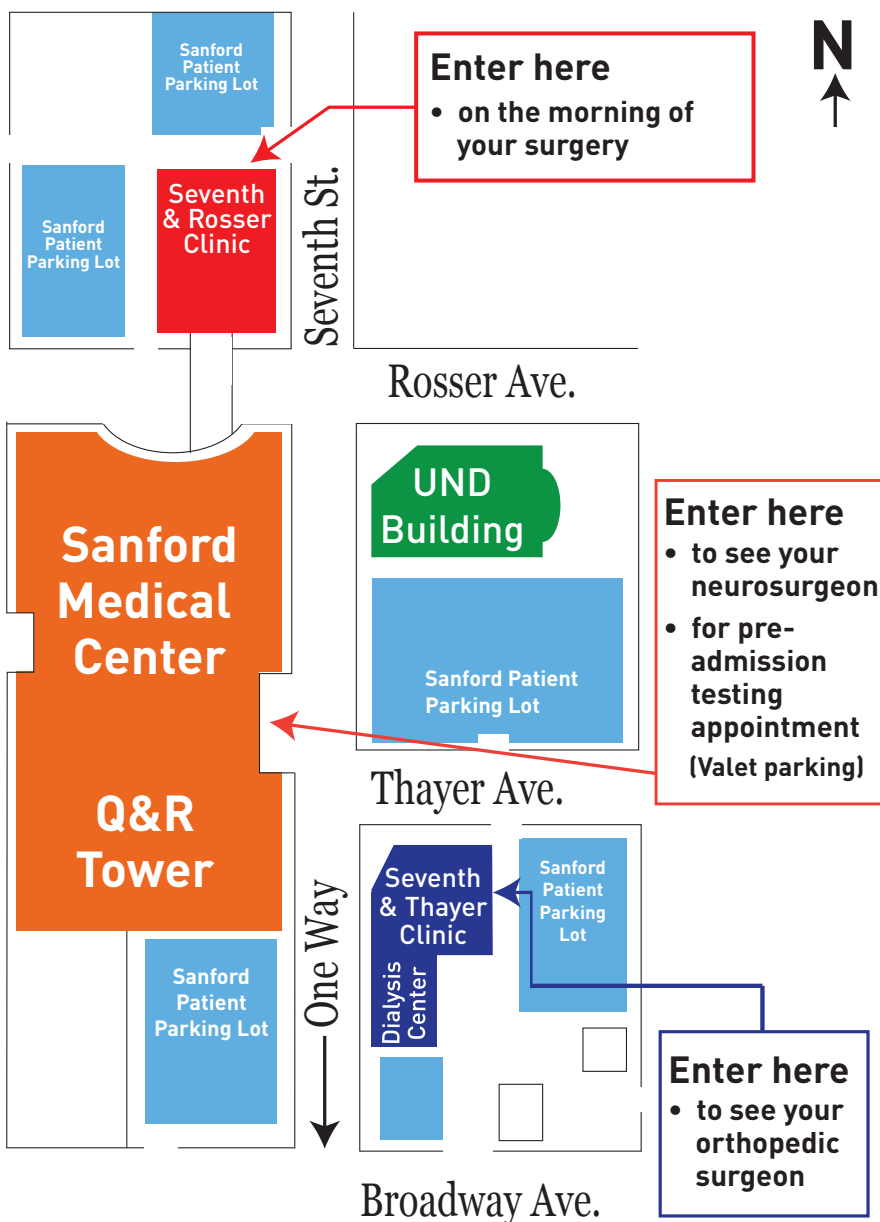 Sanford
Patient
Parking Lot
Enter here
• on the morning of
your surgery
N
Sanford
Patient
Parking Lot
Seventh
& Rosser
Clinic
Seventh St.
Rosser Ave.
Sanford
Medical
Center
Q&R
Tower
UND
Building
Sanford Patient
Parking Lot
Enter here
• to see your
neurosurgeon
• for pre-
admission
testing
appointment
(Valet parking)
Thayer Ave.
Seventh
& Thayer
Clinic
Dialysis
Center
Sanford
Patient
Parking
Lot
One Way
Sanford
Patient
Parking Lot
Enter here
• to see your
orthopedic
surgeon
Broadway Ave.